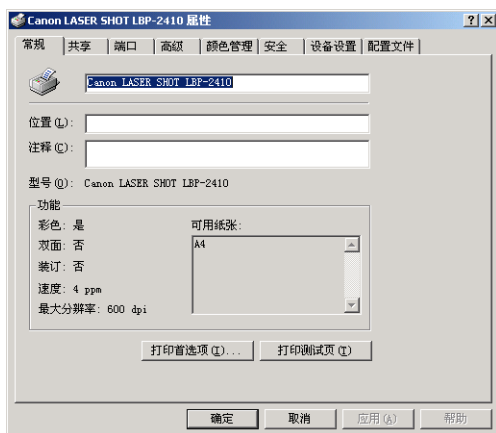 Canon LASER SHOT LBP-2410 属性
常规 共享 端口 高级 颜色管理 安全 设备设置 配置文件
Canon LASER SHOT LBP-2410
位置(L):
注释(C):
型号(O): Canon LASER SHOT LBP-2410
功能
彩色: 是 可用纸张:
双面: 否 A4
装订: 否
速度: 4 ppm
最大分辨率: 600 dpi
打印首选项(I)... 打印测试页(T)
确定 取消 应用(A) 帮助